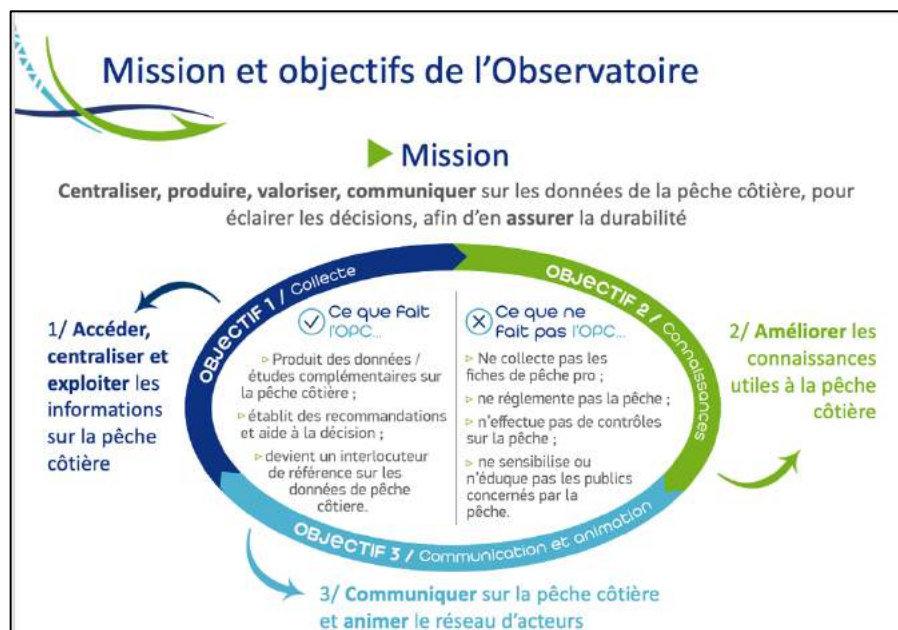 Mission et objectifs de l'Observatoire
Mission
Centraliser, produire, valoriser, communiquer sur les données de la pêche côtière, pour
éclairer les décisions, afin d'en assurer la durabilité
OBJECTIF 1 / Collecte
OBJECTIF 2 / Connaissances
1/ Accéder,
centraliser et
exploiter les
informations
sur la pêche
côtière
Ce que fait
l'OPC...
Produit des données /
études complémentaires sur
la pêche côtière ;
établit des recommandations
et aide à la décision ;
devient un interlocuteur
de référence sur les
données de pêche
côtiere.
Ce que ne
fait pas l'OPC...
Ne collecte pas les
fiches de pêche pro ;
ne réglemente pas la pêche ;
n'effectue pas de contrôles
sur la pêche ;
ne sensibilise ou
n'éduque pas les publics
concernés par la
pêche.
2/ Améliorer les
connaissances
utiles à la pêche
côtière
OBJECTIF 3 / Communication et animation
3/ Communiquer sur la pêche côtière
et animer le réseau d'acteurs